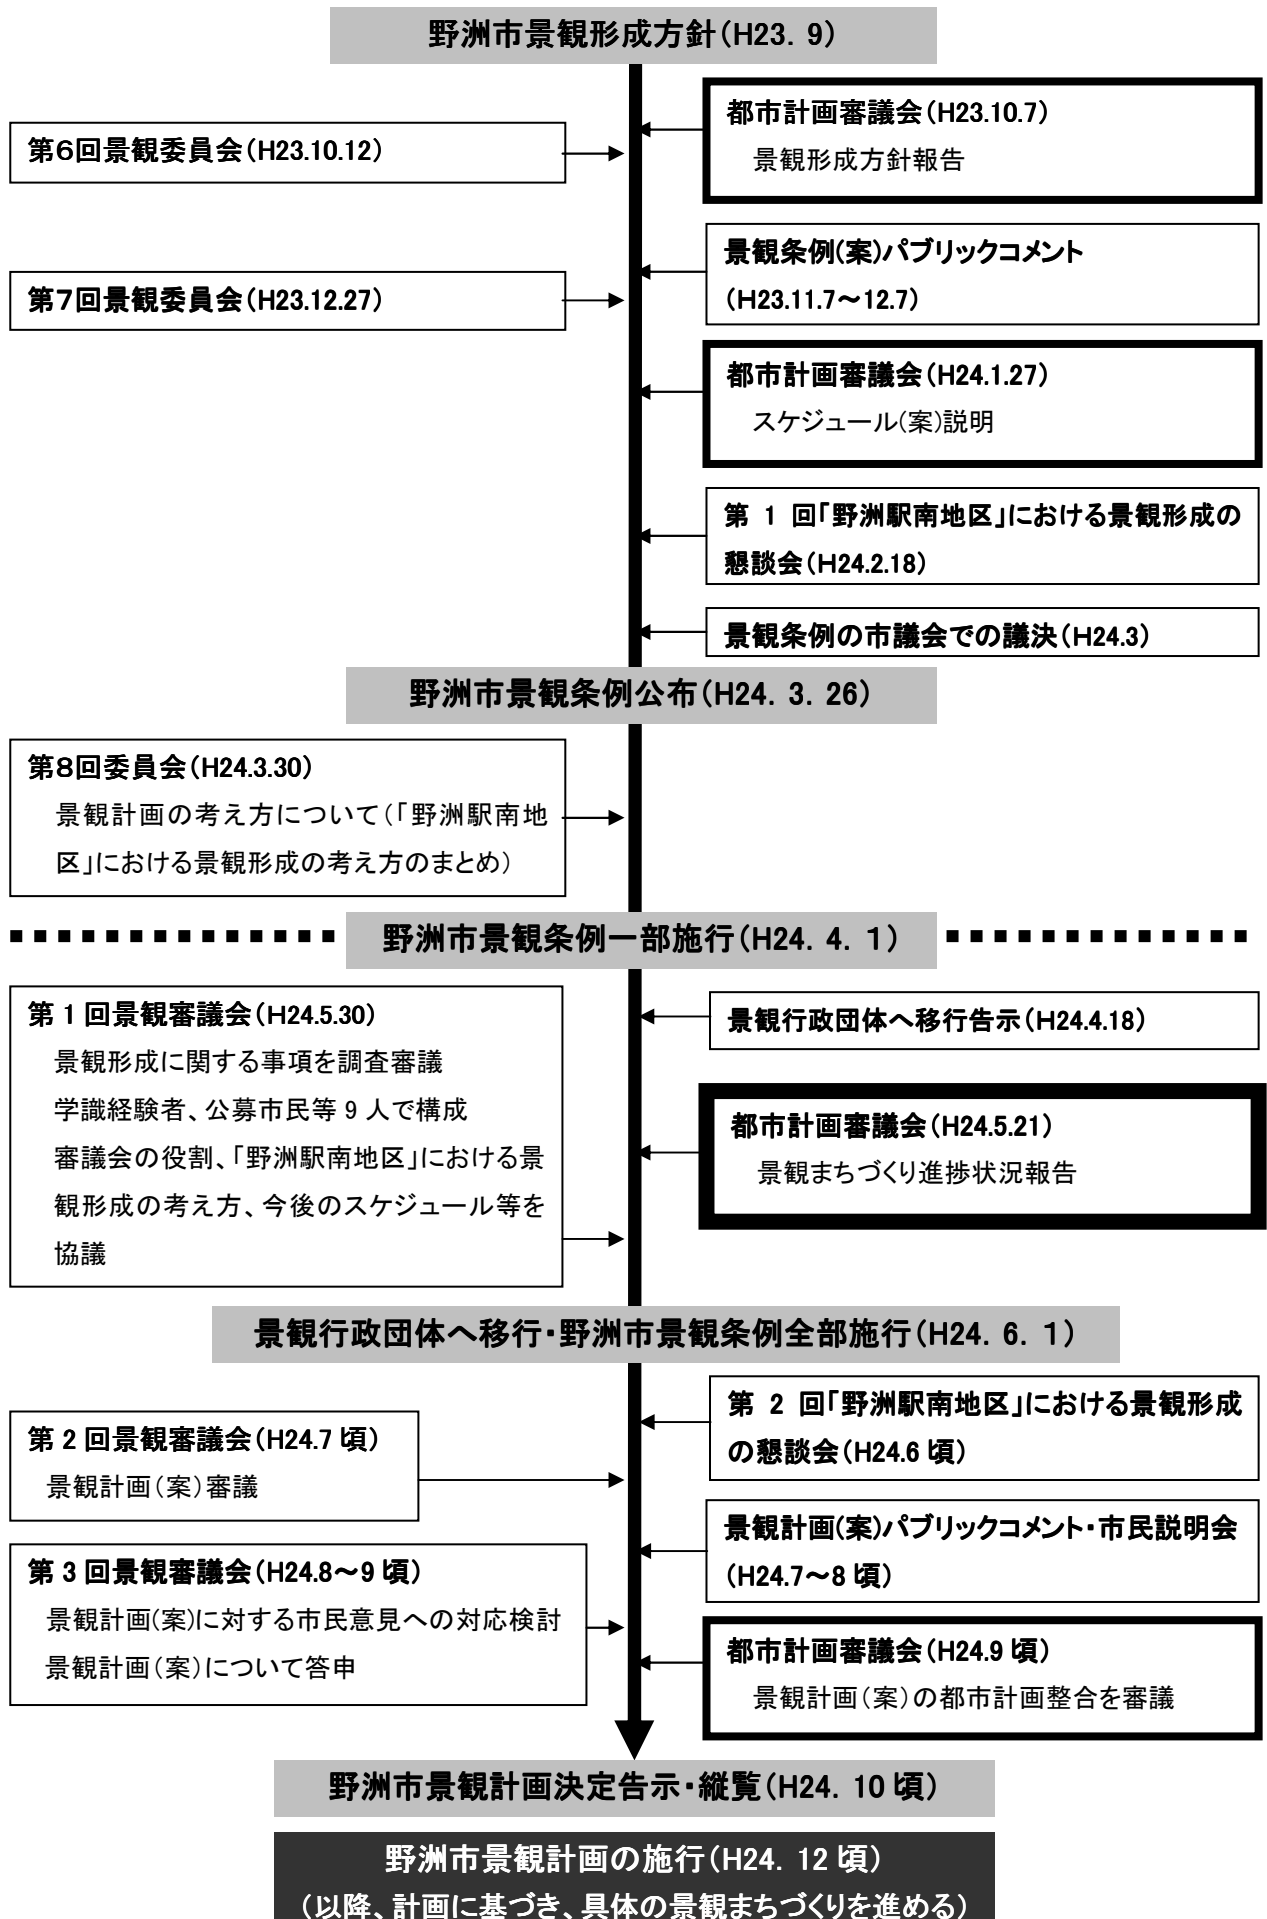 野洲市景観形成方針（H23．9）
都市計画審議会（H23.10.7）
景観形成方針報告
第６回景観委員会（H23.10.12）
景観条例(案)パブリックコメント
（H23.11.7～12.7）
第７回景観委員会（H23.12.27）
都市計画審議会（H24.1.27）
スケジュール(案)説明
第 1 回「野洲駅南地区」における景観形成の
懇談会（H24.2.18）
景観条例の市議会での議決（H24.3）
野洲市景観条例公布（H24．3．26）
第８回委員会（H24.3.30）
景観計画の考え方について（「野洲駅南地
区」における景観形成の考え方のまとめ）
野洲市景観条例一部施行（H24．4．1）
第 1 回景観審議会（H24.5.30）
景観形成に関する事項を調査審議
学識経験者、公募市民等 9 人で構成
審議会の役割、「野洲駅南地区」における景
観形成の考え方、今後のスケジュール等を
協議
景観行政団体へ移行告示（H24.4.18）
都市計画審議会（H24.5.21）
景観まちづくり進捗状況報告
景観行政団体へ移行・野洲市景観条例全部施行（H24．6．1）
第 2 回「野洲駅南地区」における景観形成
の懇談会（H24.6 頃）
第 2 回景観審議会（H24.7 頃）
景観計画（案）審議
景観計画(案)パブリックコメント・市民説明会
（H24.7～8 頃）
第 3 回景観審議会（H24.8～9 頃）
景観計画(案)に対する市民意見への対応検討
景観計画（案）について答申
都市計画審議会（H24.9 頃）
景観計画（案）の都市計画整合を審議
野洲市景観計画決定告示・縦覧（H24．10 頃）
野洲市景観計画の施行（H24．12 頃）
（以降、計画に基づき、具体の景観まちづくりを進める）